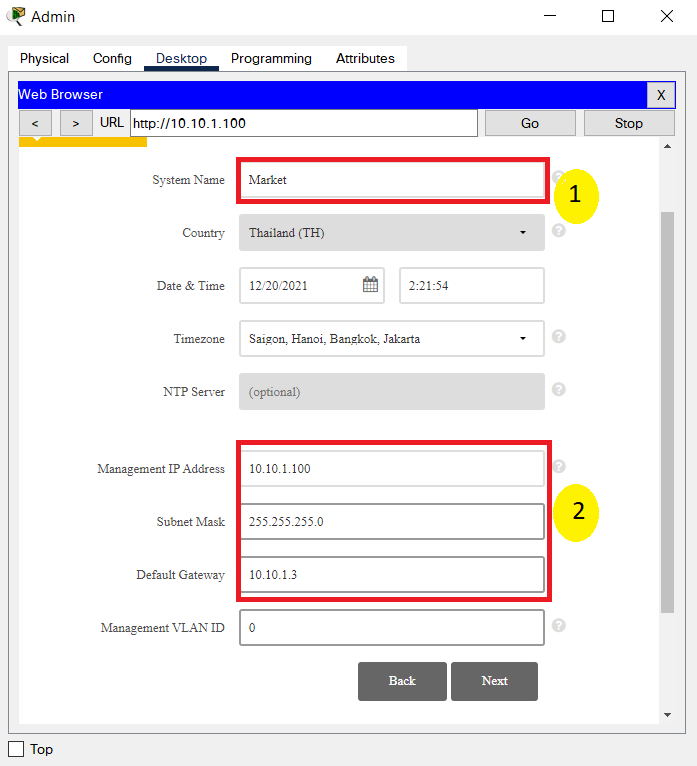 Admin
Physical Config Desktop Programming Attributes
Web Browser X
< > URL http://10.10.1.100 Go Stop
System Name Market ? 1
Country Thailand (TH) ?
Date & Time 12/20/2021 2:21:54
Timezone Saigon, Hanoi, Bangkok, Jakarta ?
NTP Server (optional) ?
Management IP Address 10.10.1.100 ?
Subnet Mask 255.255.255.0 2
Default Gateway 10.10.1.3
Management VLAN ID 0 ?
Back Next
Top